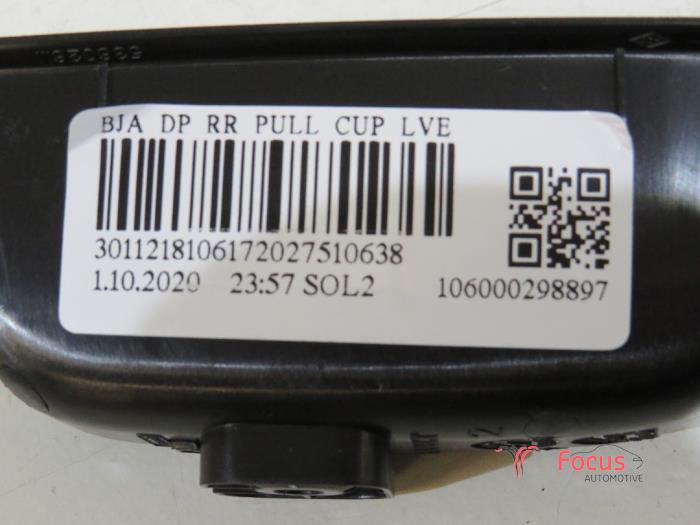 BJA DP RR PULL CUP LVE
3011218106172027510638
1.10.2020 23:57 SOL2
106000298897
Focus
AUTOMOTIVE